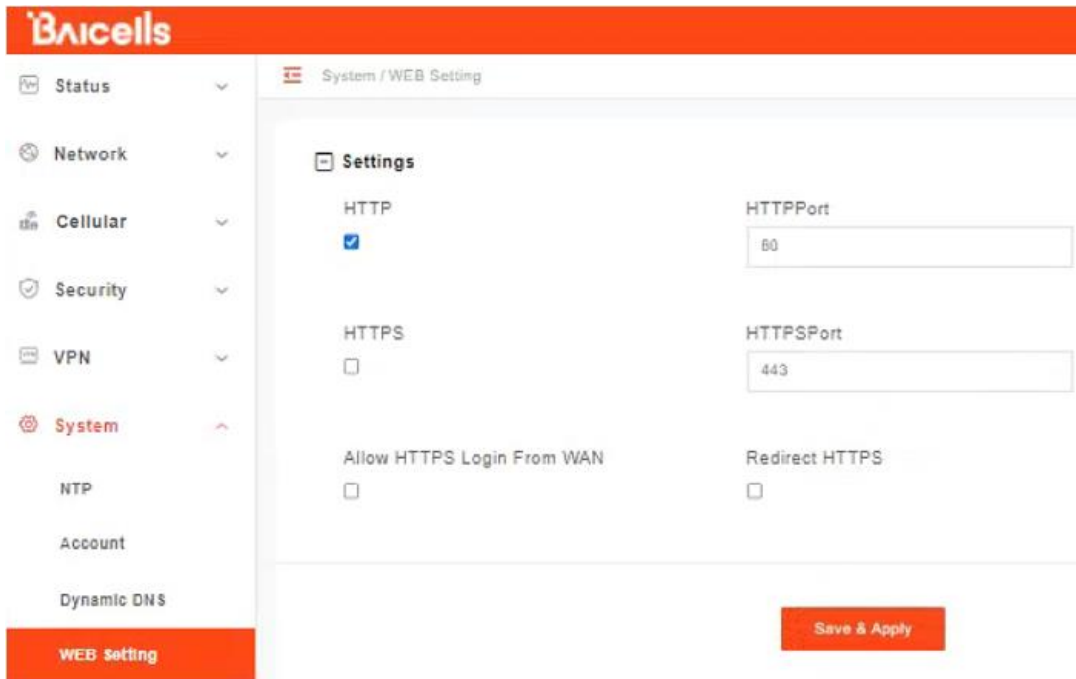 Baicells
Status
System / WEB Setting
Network
Settings
HTTP
HTTPPort
80
Cellular
Security
HTTPS
HTTPSPort
443
VPN
System
Allow HTTPS Login From WAN
Redirect HTTPS
NTP
Account
Dynamic DNS
WEB Setting
Save & Apply